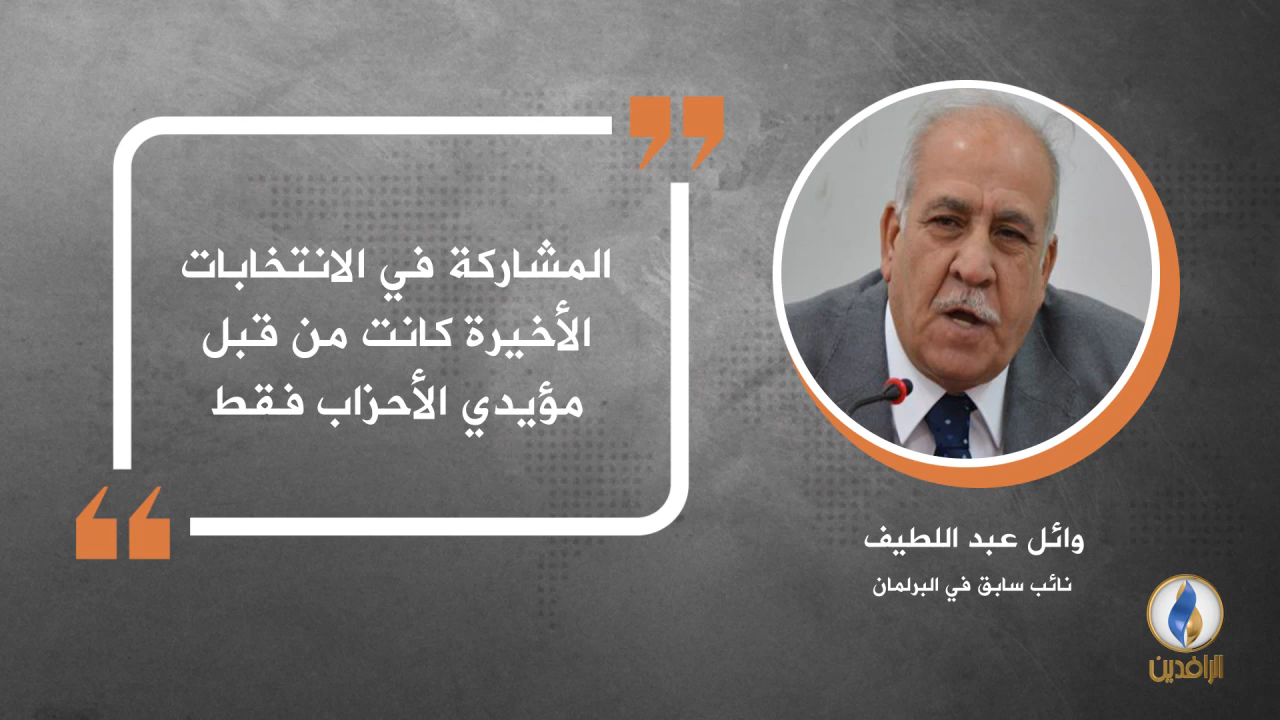 المشاركة في الانتخابات
الأخيرة كانت من قبل
مؤيدي الأحزاب فقط
وائل عبد اللطيف
نائب سابق في البرلمان
الرافدين